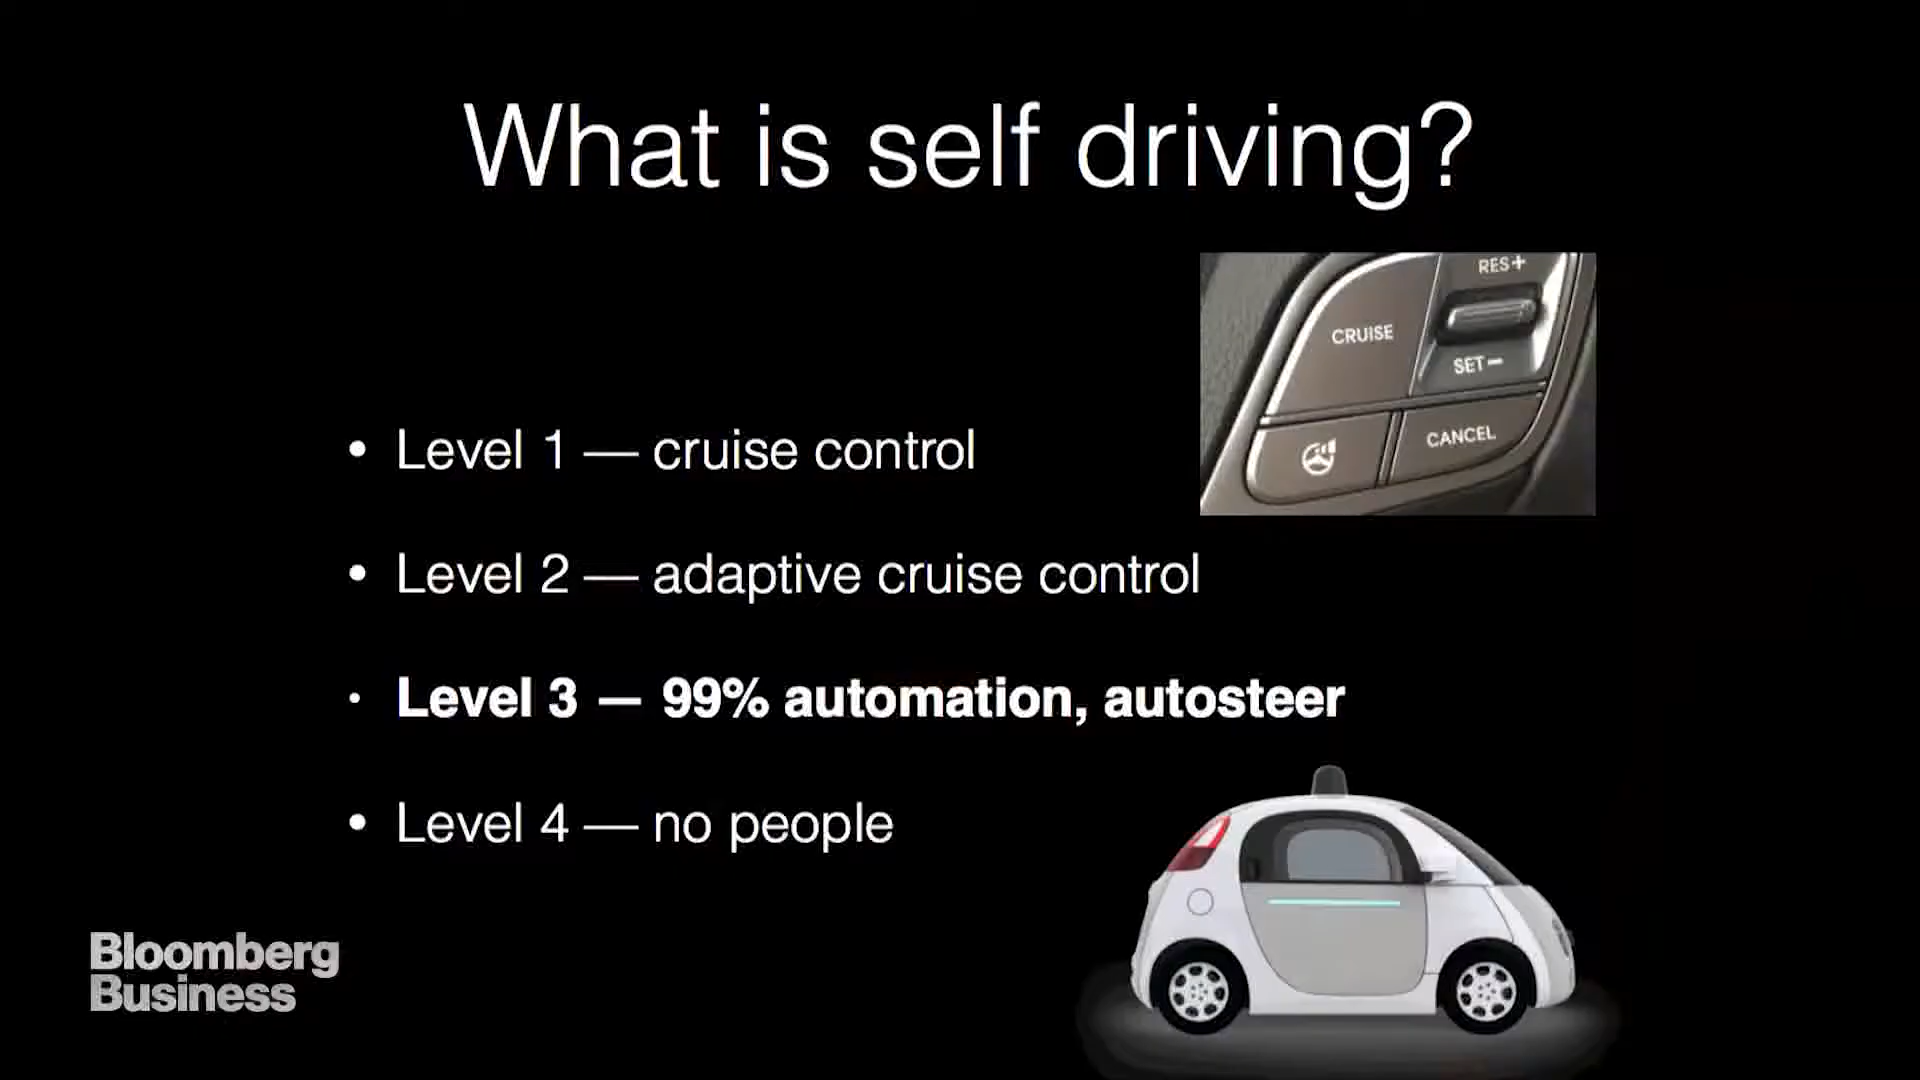 What is self driving?
RES+
CRUISE
SET−
CANCEL
• Level 1 — cruise control
• Level 2 — adaptive cruise control
• Level 3 — 99% automation, autosteer
• Level 4 — no people
Bloomberg
Business